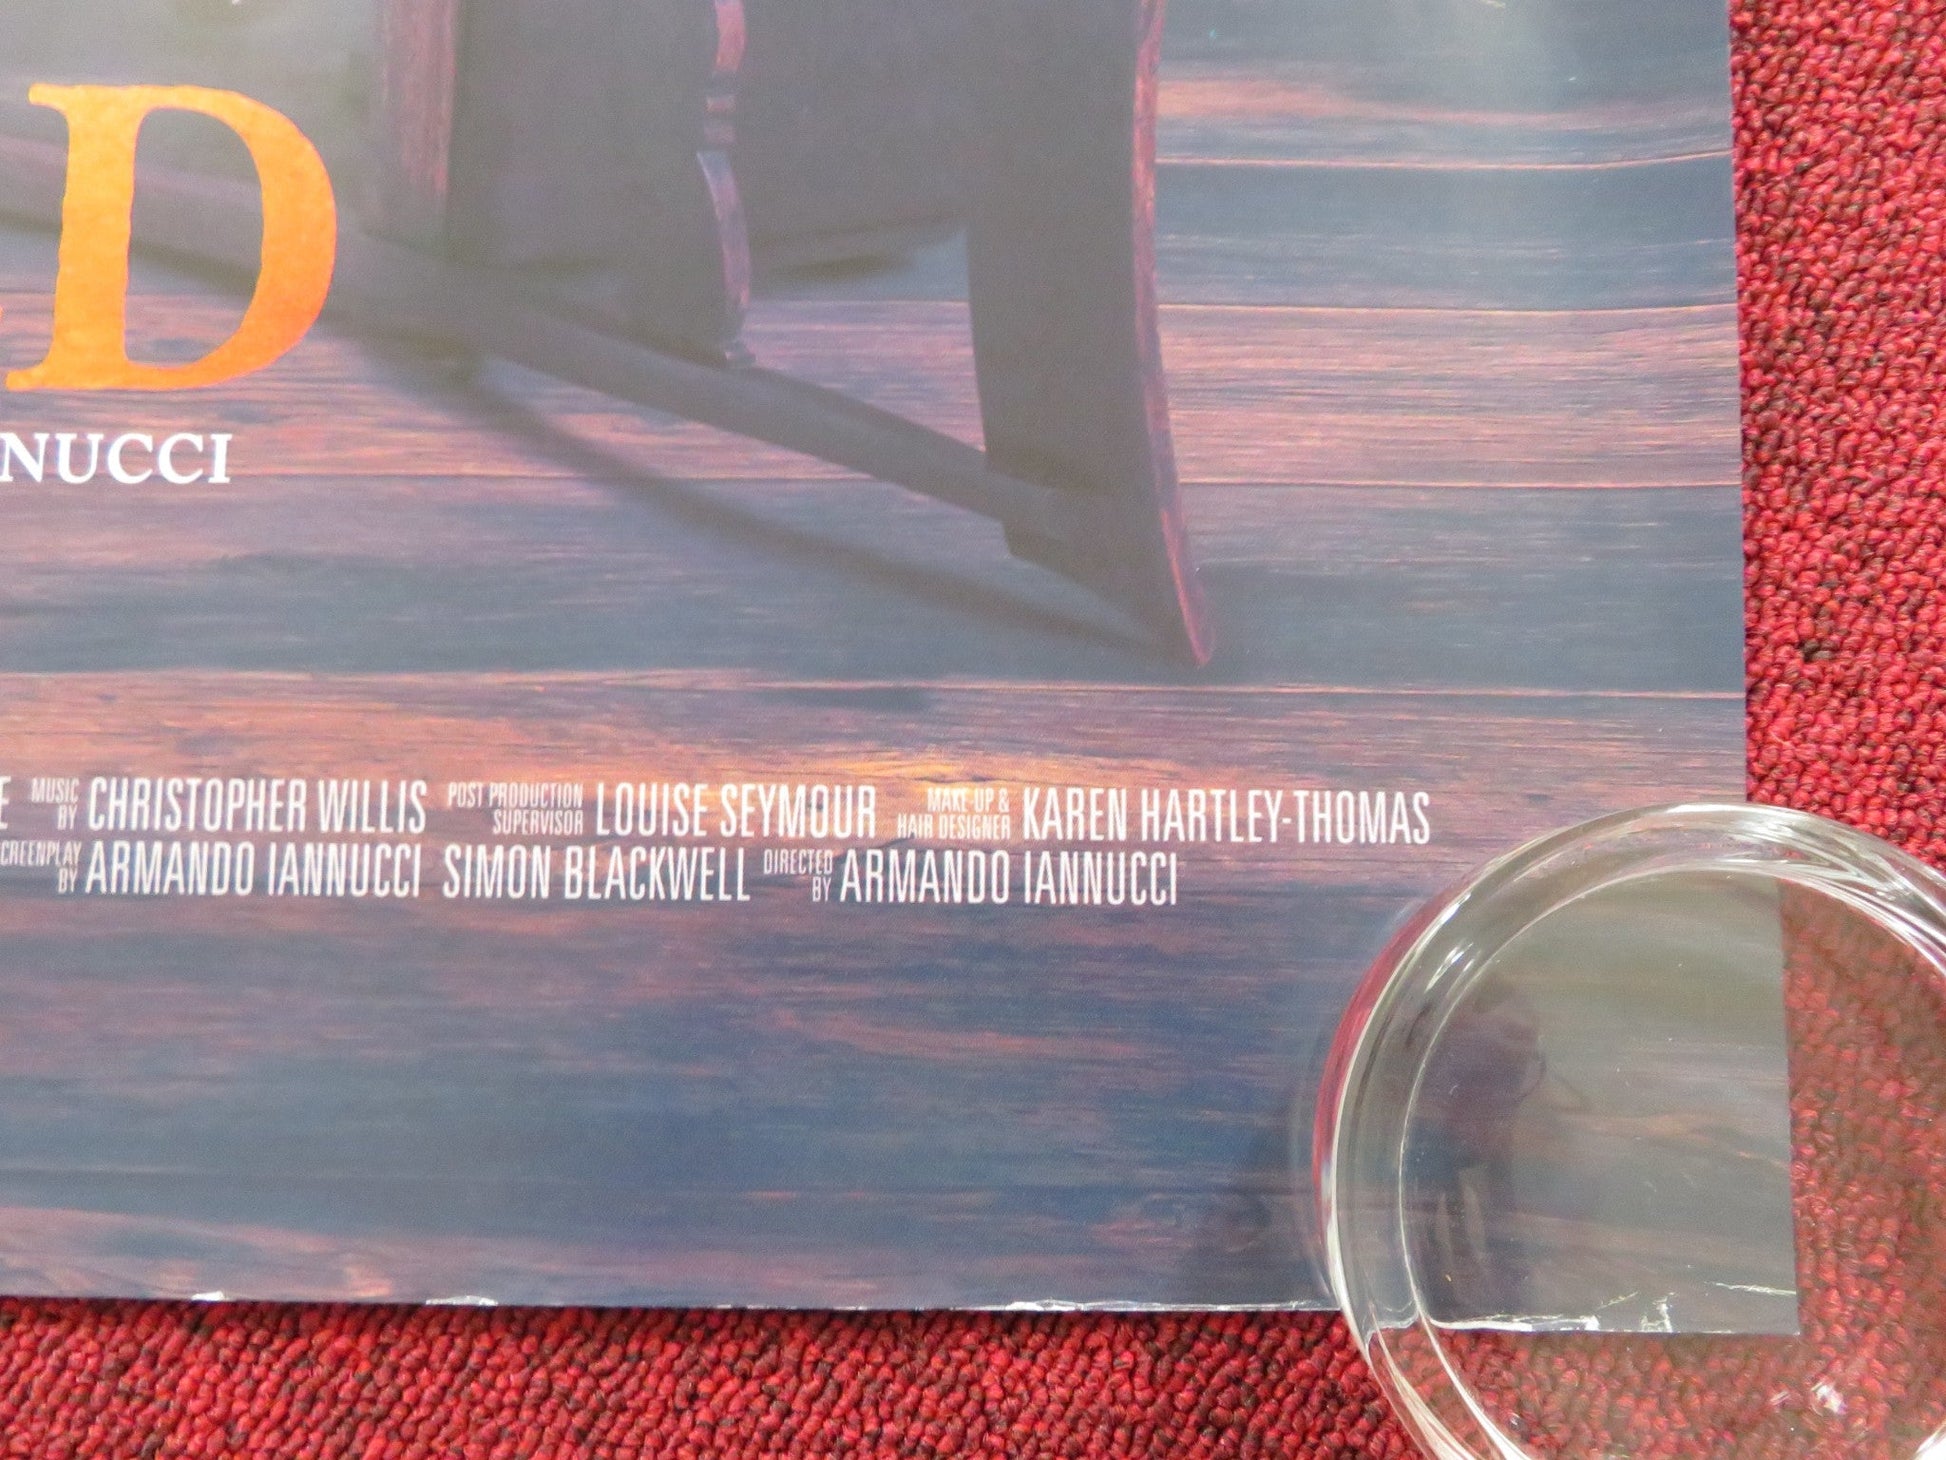 D
NUCCI
E MUSIC BY CHRISTOPHER WILLIS POST PRODUCTION SUPERVISOR LOUISE SEYMOUR MAKE-UP & HAIR DESIGNER KAREN HARTLEY-THOMAS
CREENPLAY BY ARMANDO IANNUCCI SIMON BLACKWELL DIRECTED BY ARMANDO IANNUCCI